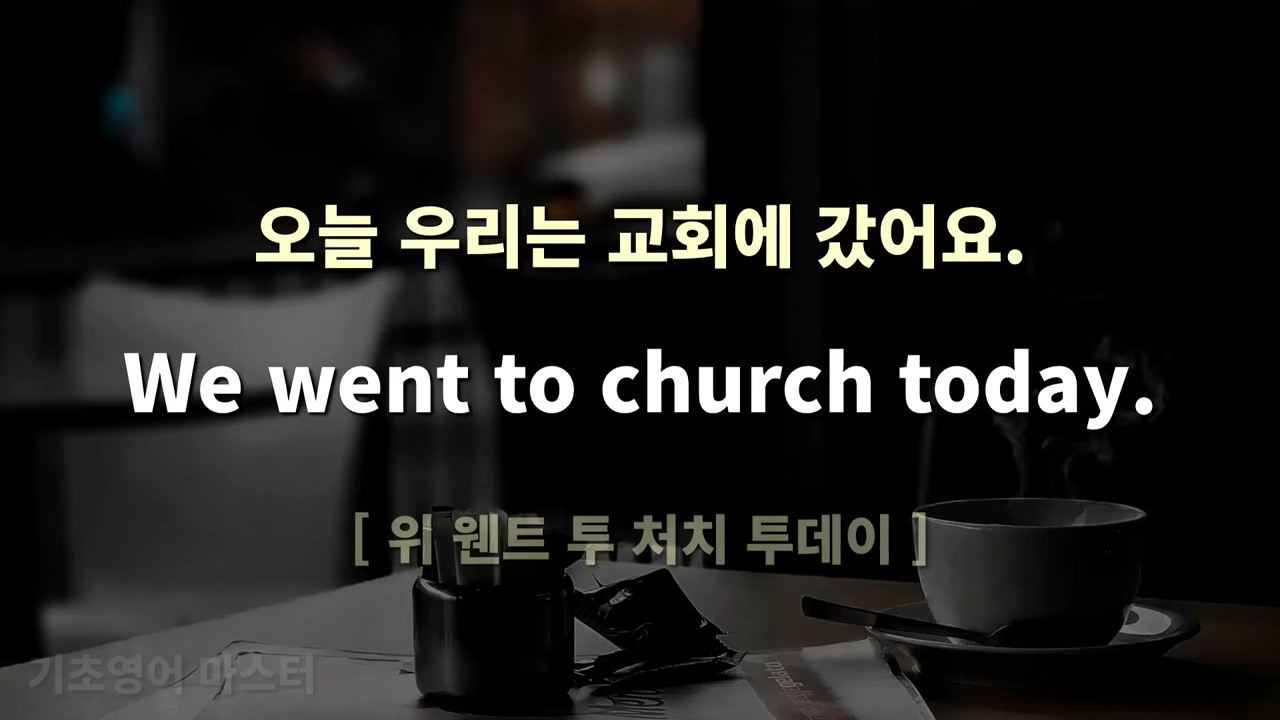 오늘 우리는 교회에 갔어요.
We went to church today.
[ 위 웬트 투 처치 투데이 ]
기초영어 마스터